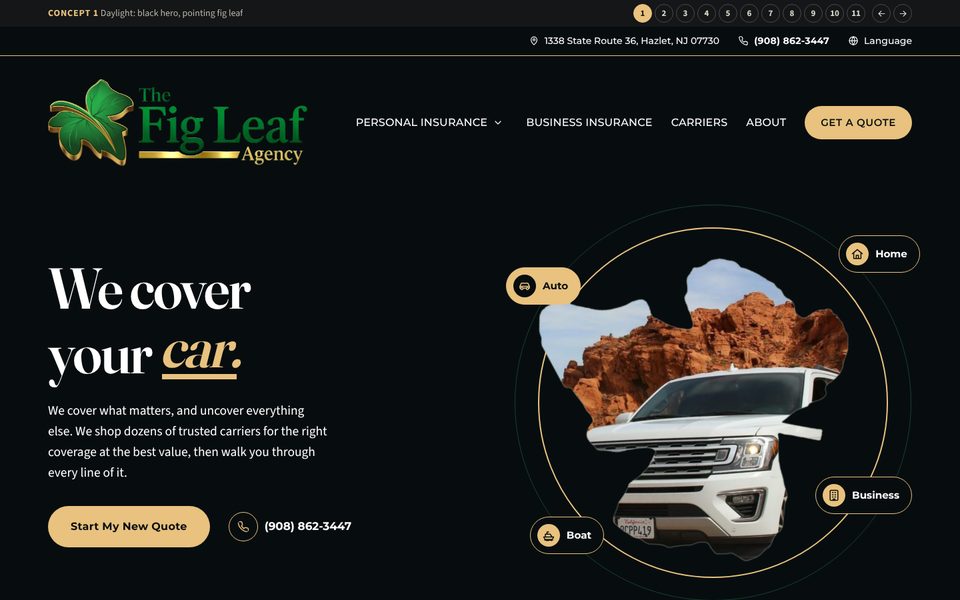 CONCEPT 1 Daylight: black hero, pointing fig leaf
1 2 3 4 5 6 7 8 9 10 11 ← →
1338 State Route 36, Hazlet, NJ 07730 (908) 862-3447 Language
The
Fig Leaf
Agency
PERSONAL INSURANCE BUSINESS INSURANCE CARRIERS ABOUT GET A QUOTE
Home
Auto
We cover
your car.
We cover what matters, and uncover everything
else. We shop dozens of trusted carriers for the right
coverage at the best value, then walk you through
every line of it.
Business
Start My New Quote (908) 862-3447
Boat